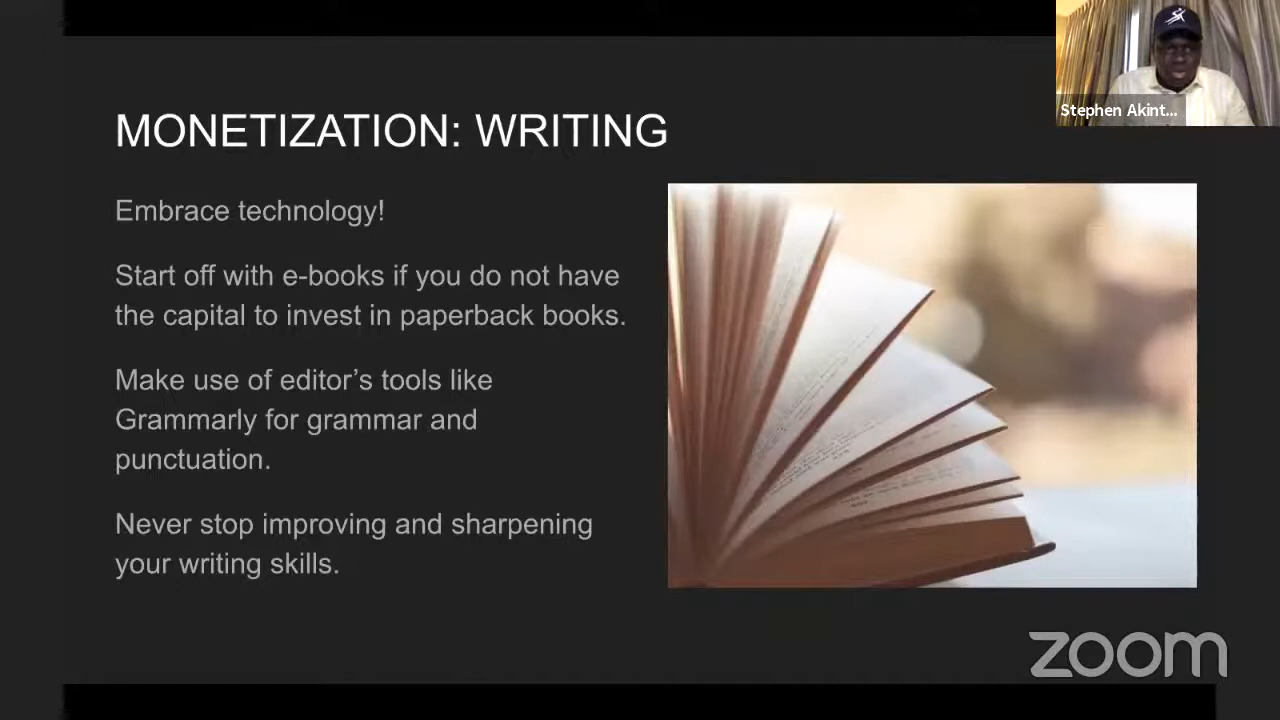 Stephen Akint...
MONETIZATION: WRITING
Embrace technology!
Start off with e-books if you do not have
the capital to invest in paperback books.
Make use of editor’s tools like
Grammarly for grammar and
punctuation.
Never stop improving and sharpening
your writing skills.
zoom